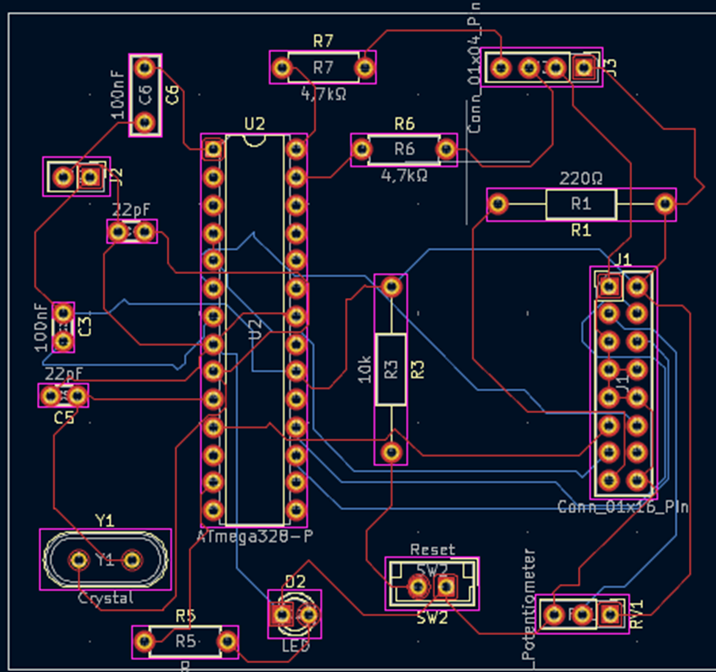 R7
R7
4,7kΩ
Conn_01x04_Pin
J3
100nF
C6
C6
U2
R6
R6
4,7kΩ
J2
220Ω
R1
R1
22pF
J1
100nF
C3
U2
10k
R3
R3
J1
22pF
C5
Conn_01x16_Pin
ATmega328-P
Y1
Y1
Crystal
Reset
SW2
SW2
D2
LED
Potentiometer
RV1
R5
R5
R